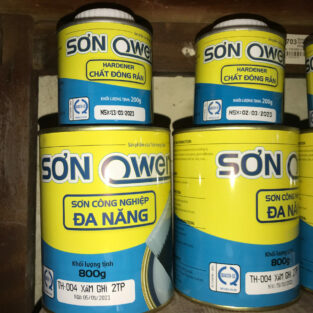 SƠN Qwe
HARDENER
CHẤT ĐÓNG RẮN
KHỐI LƯỢNG TỊNH: 200g
NSX:13/03/2023
SƠN Qwe
HARDENER
CHẤT ĐÓNG RẮN
KHỐI LƯỢNG TỊNH: 200g
NSX: 02/03/2023
SƠN Qwe
SƠN CÔNG NGHIỆP
ĐA NĂNG
Khối lượng tịnh
800g
TH-004 XÁM GHI 2TP
SƠN Qw
SƠN CÔNG NGHIỆP
ĐA NĂNG
Khối lượng tịnh
800g
TH-004 XÁM GHI 2TP